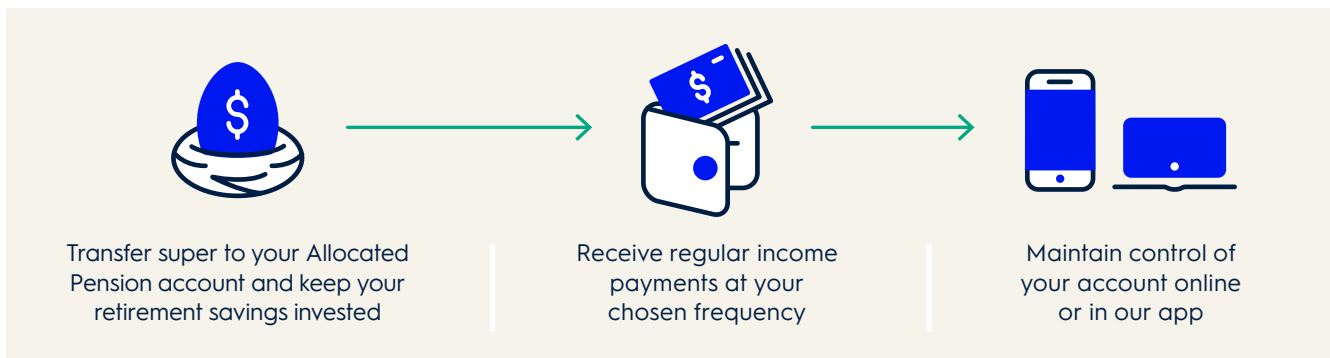 $
$
Transfer super to your Allocated
Pension account and keep your
retirement savings invested
Receive regular income
payments at your
chosen frequency
Maintain control of
your account online
or in our app